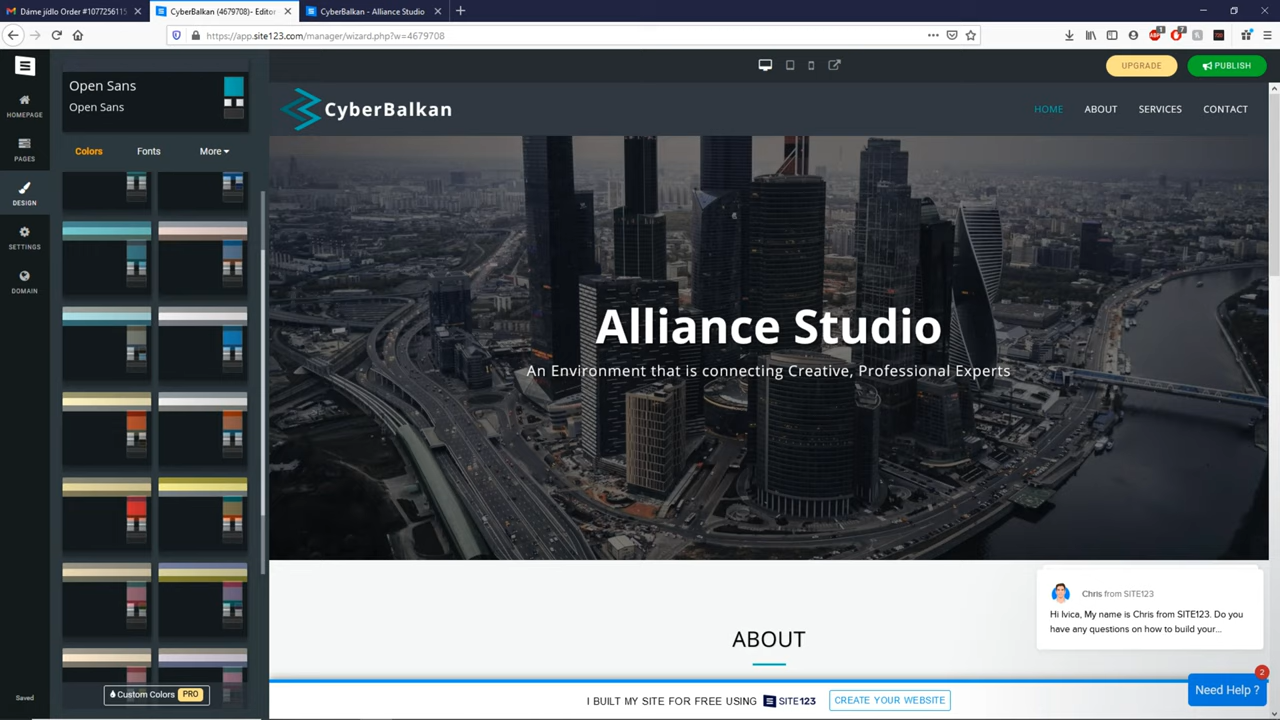 Dáme jídlo Order #1077256115
CyberBalkan (4679708)- Editor
CyberBalkan - Alliance Studio
https://app.site123.com/manager/wizard.php?w=4679708
HOMEPAGE
PAGES
DESIGN
SETTINGS
DOMAIN
Saved
Open Sans
Open Sans
Colors
Fonts
More
Custom Colors PRO
UPGRADE
PUBLISH
CyberBalkan
HOME
ABOUT
SERVICES
CONTACT
Alliance Studio
An Environment that is connecting Creative, Professional Experts
ABOUT
Chris from SITE123
Hi Ivica, My name is Chris from SITE123. Do you
have any questions on how to build your...
I BUILT MY SITE FOR FREE USING SITE123
CREATE YOUR WEBSITE
2
Need Help ?